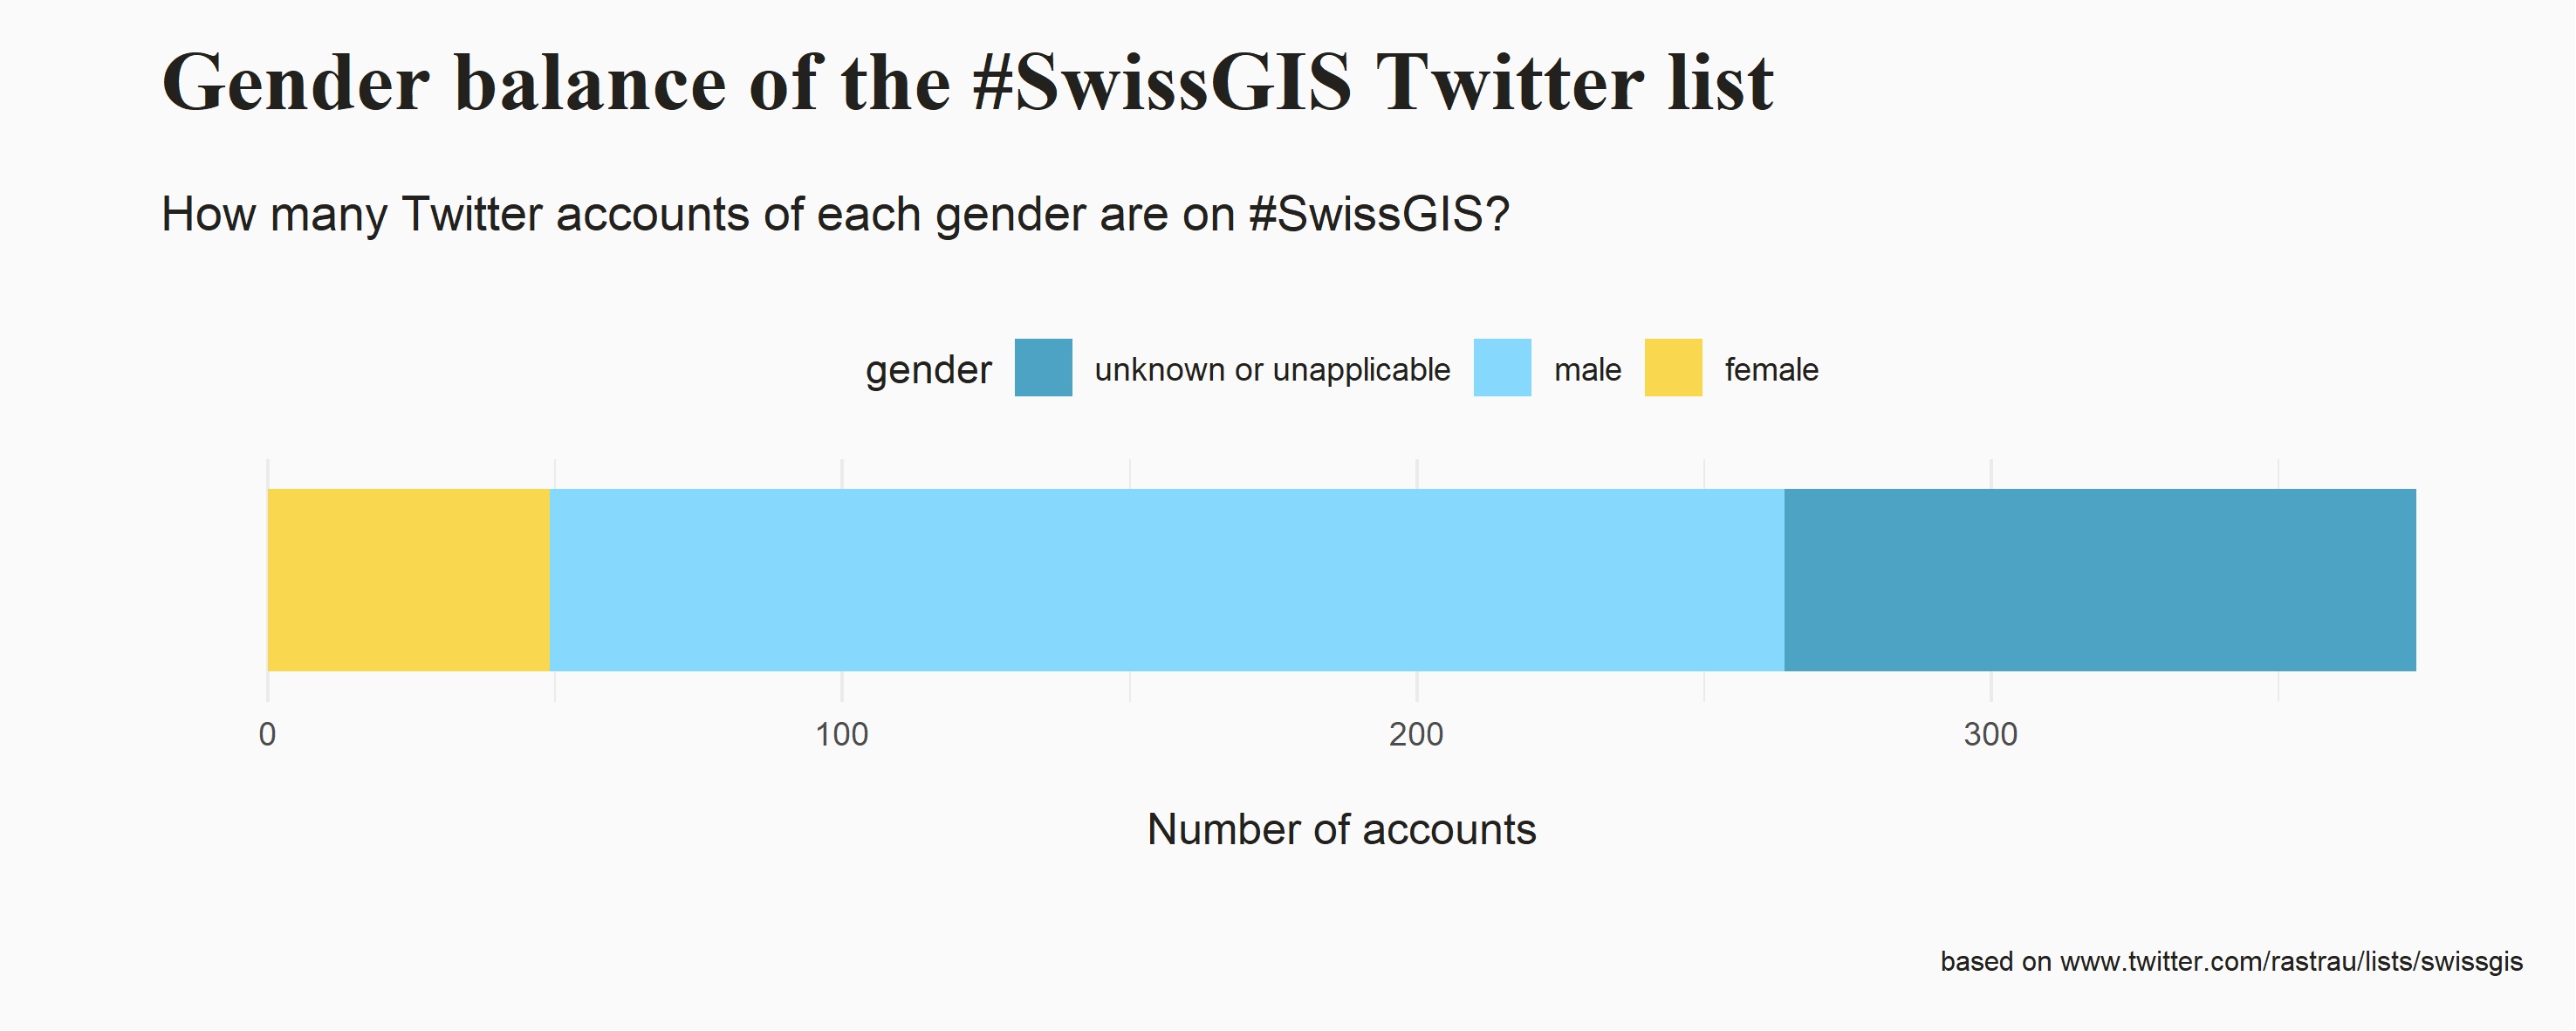 Gender balance of the #SwissGIS Twitter list
How many Twitter accounts of each gender are on #SwissGIS?
gender unknown or unapplicable male female
0 100 200 300
Number of accounts
based on www.twitter.com/rastrau/lists/swissgis